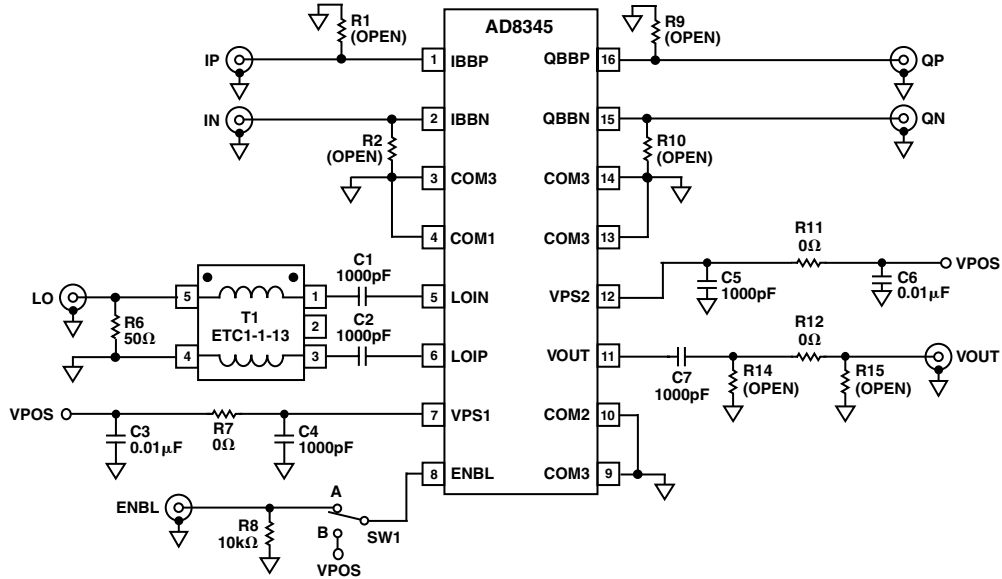 AD8345
R1
(OPEN)
R9
(OPEN)
IP
1
IBBP
QBBP
16
QP
IN
2
IBBN
QBBN
15
QN
R2
(OPEN)
R10
(OPEN)
3
COM3
COM3
14
4
COM1
COM3
13
R11
0Ω
C1
1000pF
C5
1000pF
C6
0.01μF
VPOS
LO
5
1
5
LOIN
VPS2
12
R6
50Ω
T1
ETC1-1-13
2
C2
1000pF
R12
0Ω
4
3
6
LOIP
VOUT
11
VOUT
C7
1000pF
R14
(OPEN)
R15
(OPEN)
VPOS
7
VPS1
COM2
10
C3
0.01μF
R7
0Ω
C4
1000pF
8
ENBL
COM3
9
ENBL
A
R8
10kΩ
B
SW1
VPOS